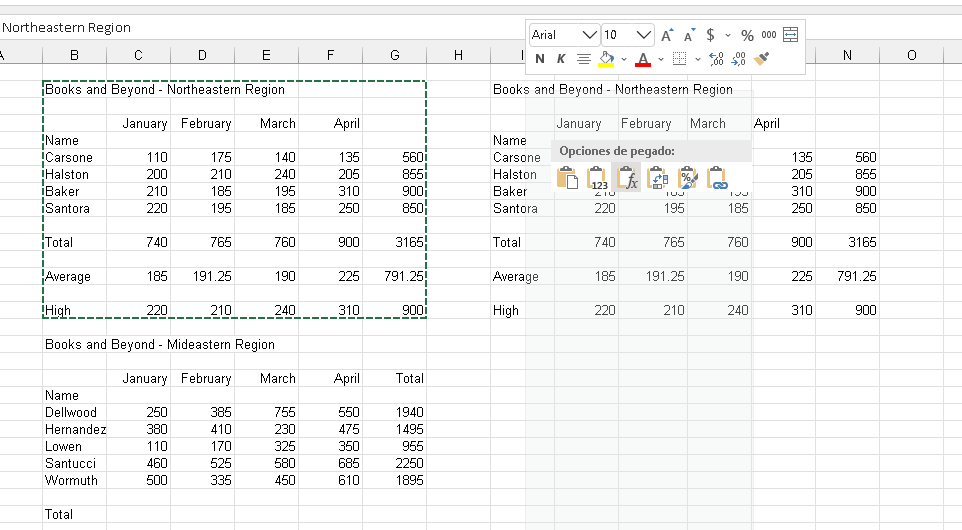 Northeastern Region
Arial 10 A A $ % 000
N K A
A B C D E F G H I N O
Books and Beyond - Northeastern Region Books and Beyond - Northeastern Region
January February March April January February March April
Name Name
Opciones de pegado:
Carsone 110 175 140 135 560 Carsone 135 560
Halston 200 210 240 205 855 Halston 205 855
123 fx %
Baker 210 185 195 310 900 Baker 310 900
Santora 220 195 185 250 850 Santora 220 195 185 250 850
Total 740 765 760 900 3165 Total 740 765 760 900 3165
Average 185 191.25 190 225 791.25 Average 185 191.25 190 225 791.25
High 220 210 240 310 900 High 220 210 240 310 900
Books and Beyond - Mideastern Region
January February March April Total
Name
Dellwood 250 385 755 550 1940
Hernandez 380 410 230 475 1495
Lowen 110 170 325 350 955
Santucci 460 525 580 685 2250
Wormuth 500 335 450 610 1895
Total